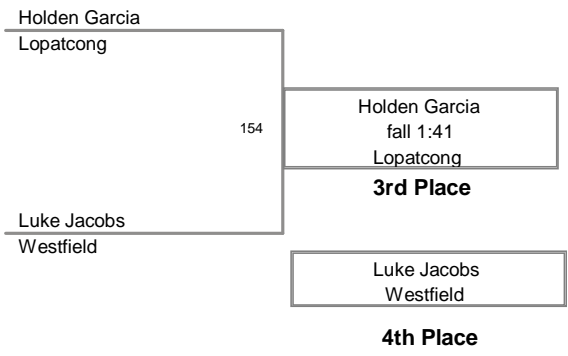 Holden Garcia
Lopatcong
154
Holden Garcia
fall 1:41
Lopatcong
3rd Place
Luke Jacobs
Westfield
Luke Jacobs
Westfield
4th Place